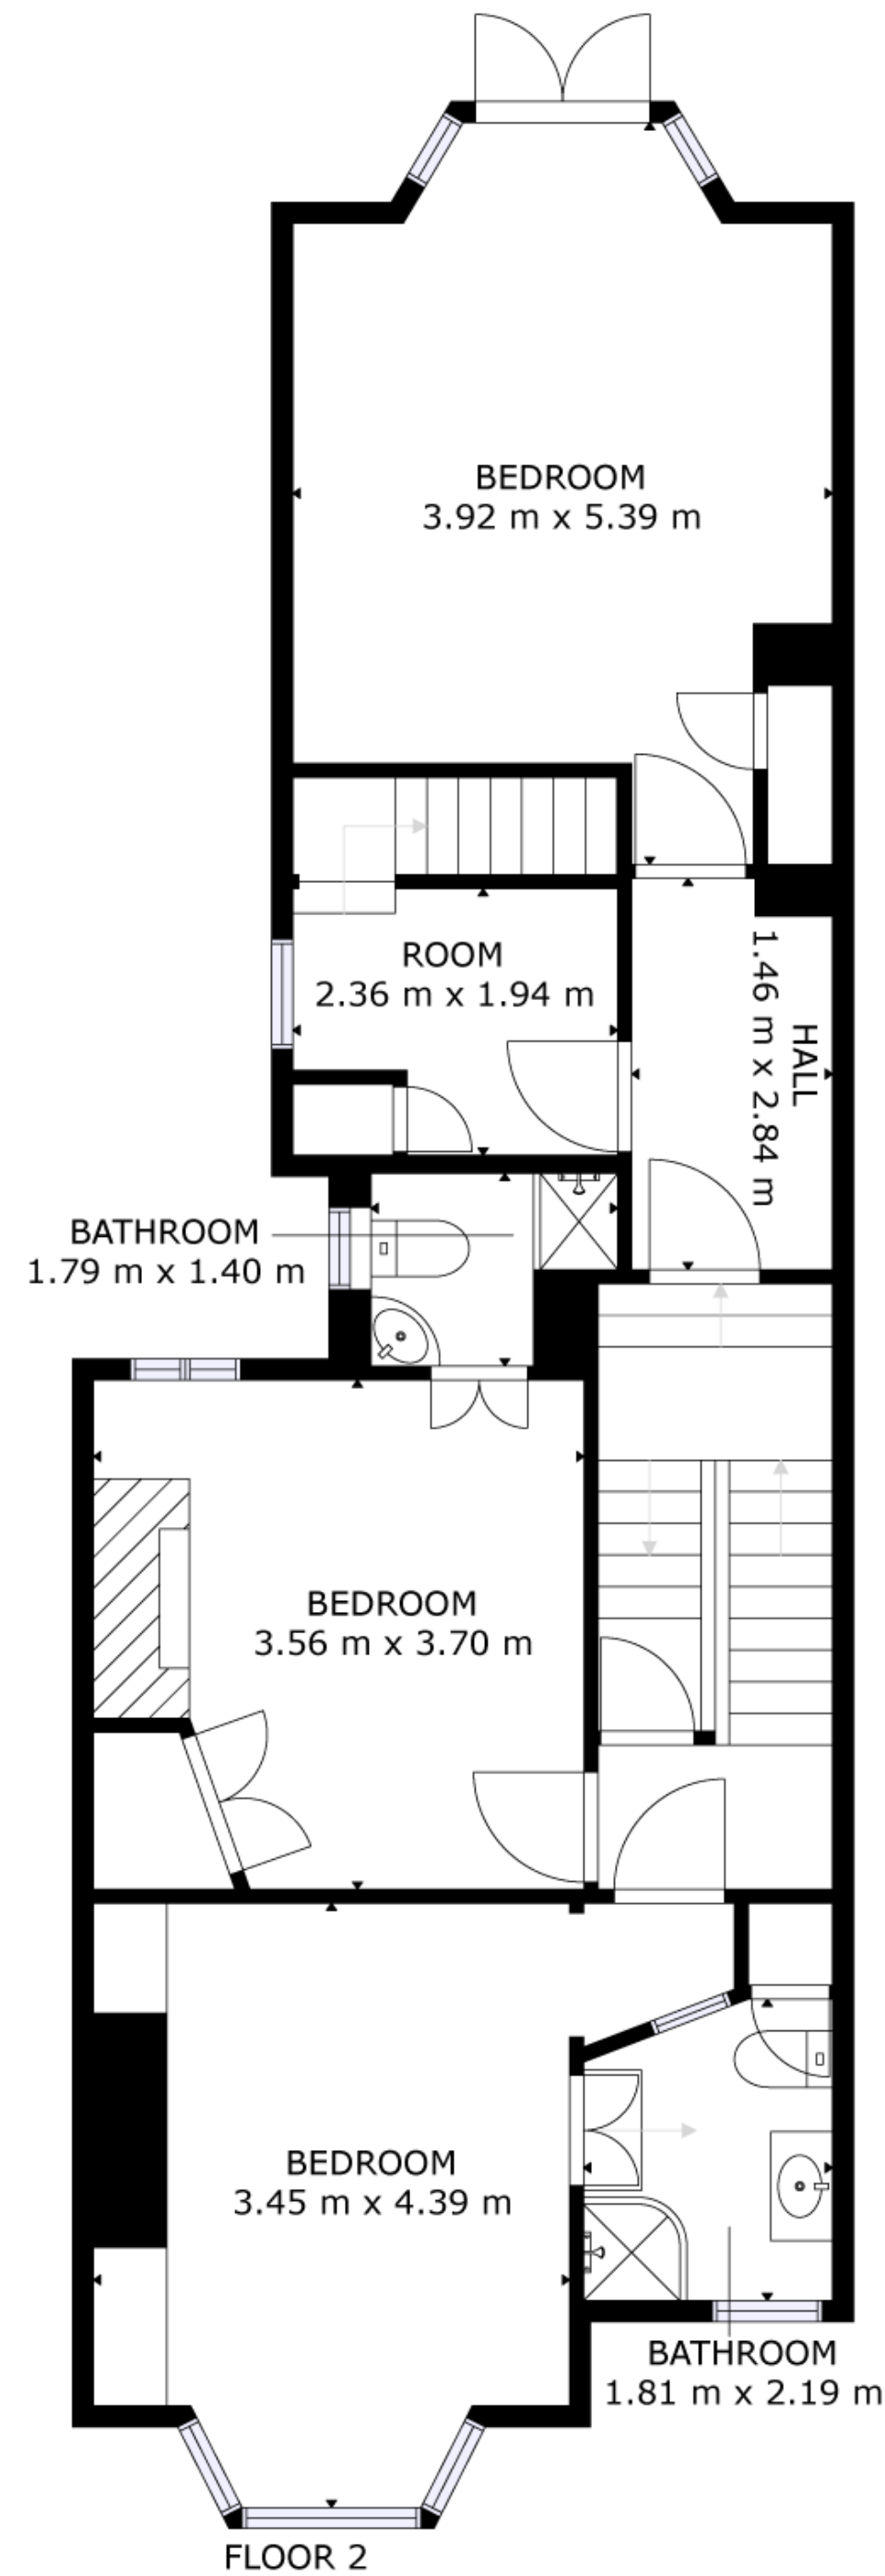 BEDROOM
3.92 m x 5.39 m
ROOM
2.36 m x 1.94 m
HALL
1.46 m x 2.84 m
BATHROOM
1.79 m x 1.40 m
BEDROOM
3.56 m x 3.70 m
BEDROOM
3.45 m x 4.39 m
BATHROOM
1.81 m x 2.19 m
FLOOR 2